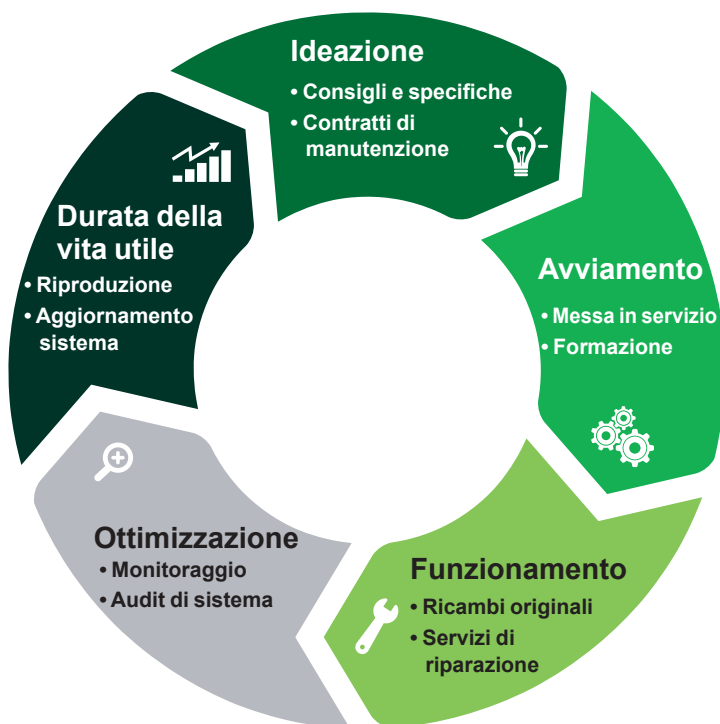 Ideazione
• Consigli e specifiche
• Contratti di
manutenzione
Avviamento
• Messa in servizio
• Formazione
Funzionamento
• Ricambi originali
• Servizi di
riparazione
Ottimizzazione
• Monitoraggio
• Audit di sistema
Durata della
vita utile
• Riproduzione
• Aggiornamento
sistema